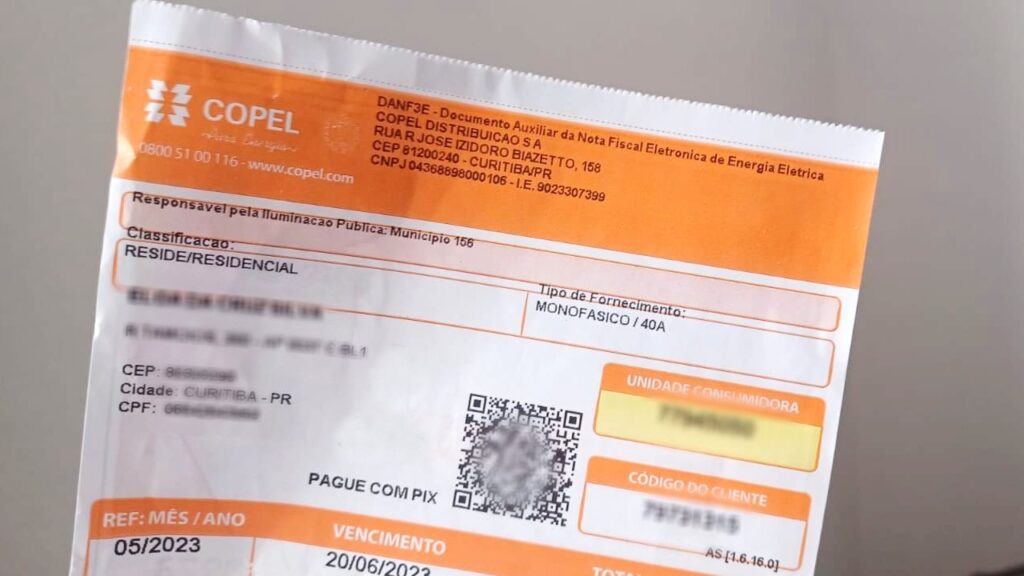 COPEL
Pura Energia
0800 51 00 116 - www.copel.com
DANF3E - Documento Auxiliar da Nota Fiscal Eletronica de Energia Eletrica
COPEL DISTRIBUICAO S A
RUA R JOSE IZIDORO BIAZETTO, 158
CEP 81200240 - CURITIBA/PR
CNPJ 04368898000106 - I.E. 9023307399
Responsavel pela Iluminacao Publica: Municipio 156
Classificacao:
RESIDE/RESIDENCIAL
Tipo de Fornecimento:
MONOFASICO / 40A
CEP:
Cidade: CURITIBA - PR
CPF:
UNIDADE CONSUMIDORA
CÓDIGO DO CLIENTE
PAGUE COM PIX
AS [1.6.16.0]
REF: MÊS / ANO
05/2023
VENCIMENTO
20/06/2023